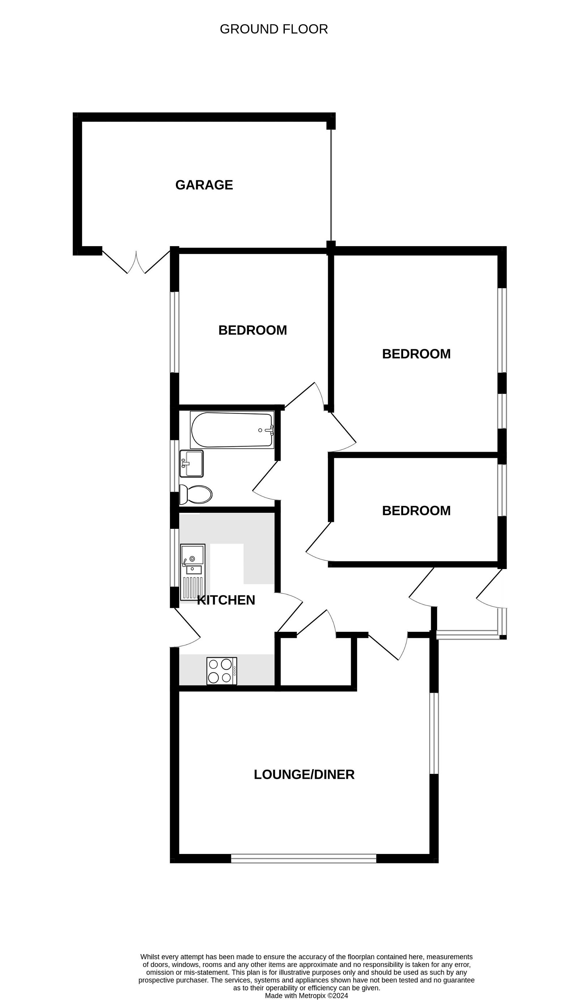 GROUND FLOOR
GARAGE
BEDROOM
BEDROOM
BEDROOM
KITCHEN
LOUNGE/DINER
Whilst every attempt has been made to ensure the accuracy of the floorplan contained here, measurements
of doors, windows, rooms and any other items are approximate and no responsibility is taken for any error,
omission or mis-statement. This plan is for illustrative purposes only and should be used as such by any
prospective purchaser. The services, systems and appliances shown have not been tested and no guarantee
as to their operability or efficiency can be given.
Made with Metropix ©2024